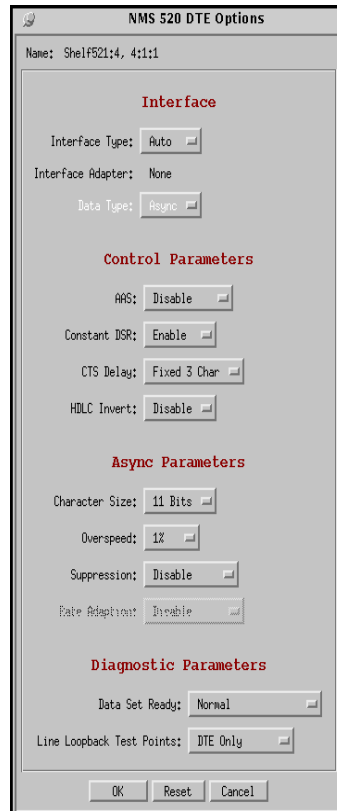 NMS 520 DTE Options
Name: Shelf521:4, 4:1:1
Interface
Interface Type: Auto
Interface Adapter: None
Data Type: Async
Control Parameters
AAS: Disable
Constant DSR: Enable
CTS Delay: Fixed 3 Char
HDLC Invert: Disable
Async Parameters
Character Size: 11 Bits
Overspeed: 1%
Suppression: Disable
Rate Adaption: Disable
Diagnostic Parameters
Data Set Ready: Normal
Line Loopback Test Points: DTE Only
OK Reset Cancel